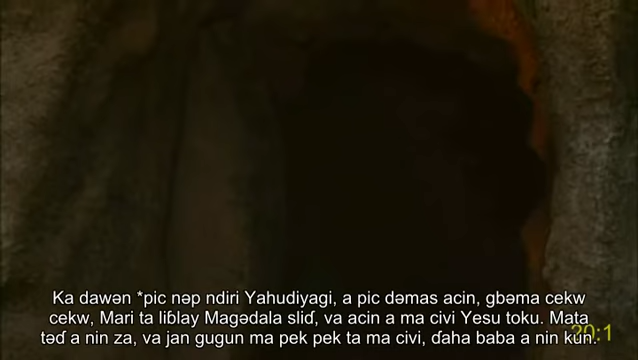 Ka dawən *pic nəp ndiri Yahudiyagi, a pic dəmas acin, gbəma cekw
cekw, Mari ta liɓlay Magədala sliɗ, va acin a ma civi Yesu toku. Mata
təɗ a nin za, va jan gugun ma pek pek ta ma civi, ɗaha baba a nin kun.
20:1